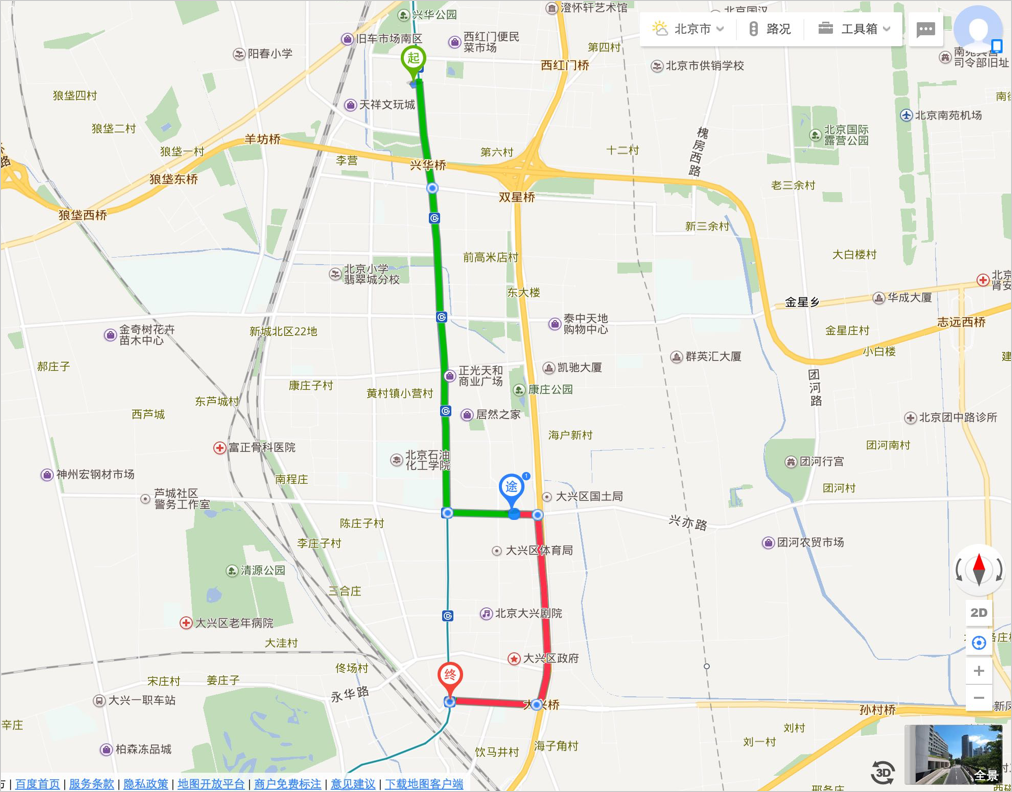 兴华公园
澄怀轩艺术馆
北京国汉
北京市
路况
工具箱
旧车市场南区
西红门便民
菜市场
第四村
阳春小学
起
西红门桥
北京市供销学校
司令部旧址
狼垡四村
天祥文玩城
北京南苑机场
狼垡二村
羊坊桥
槐房西路
北京国际
露营公园
狼垡一村
李营
兴华桥
第六村
十二村
狼垡东桥
双星桥
老三余村
狼垡西桥
新三余村
前高米店村
大白楼村
北京小学
翡翠城分校
东大楼
金星乡
华成大厦
金奇树花卉
苗木中心
新城北区22地
泰中天地
购物中心
金星庄村
志远西桥
小白楼
群英汇大厦
郝庄子
正光天和
商业广场
凯驰大厦
团河路
康庄子村
黄村镇小营村
康庄公园
东芦城村
西芦城
居然之家
北京团中路诊所
富正骨科医院
海户新村
团河南村
北京石油
化工学院
团河行宫
神州宏钢材市场
南程庄
途
团河村
芦城社区
警务工作室
大兴区国土局
陈庄子村
兴亦路
李庄子村
大兴区体育局
团河农贸市场
清源公园
三合庄
2D
北京大兴剧院
大兴区老年病院
大洼村
大兴区政府
佟场村
终
宋庄村
姜庄子
永华路
大兴一职车站
大兴桥
孙村桥
新凤
辛庄
刘村
柏森冻品城
饮马井村
海子角村
刘一村
3D
全景
百度首页 | 服务条款 | 隐私政策 | 地图开放平台 | 商户免费标注 | 意见建议 | 下载地图客户端